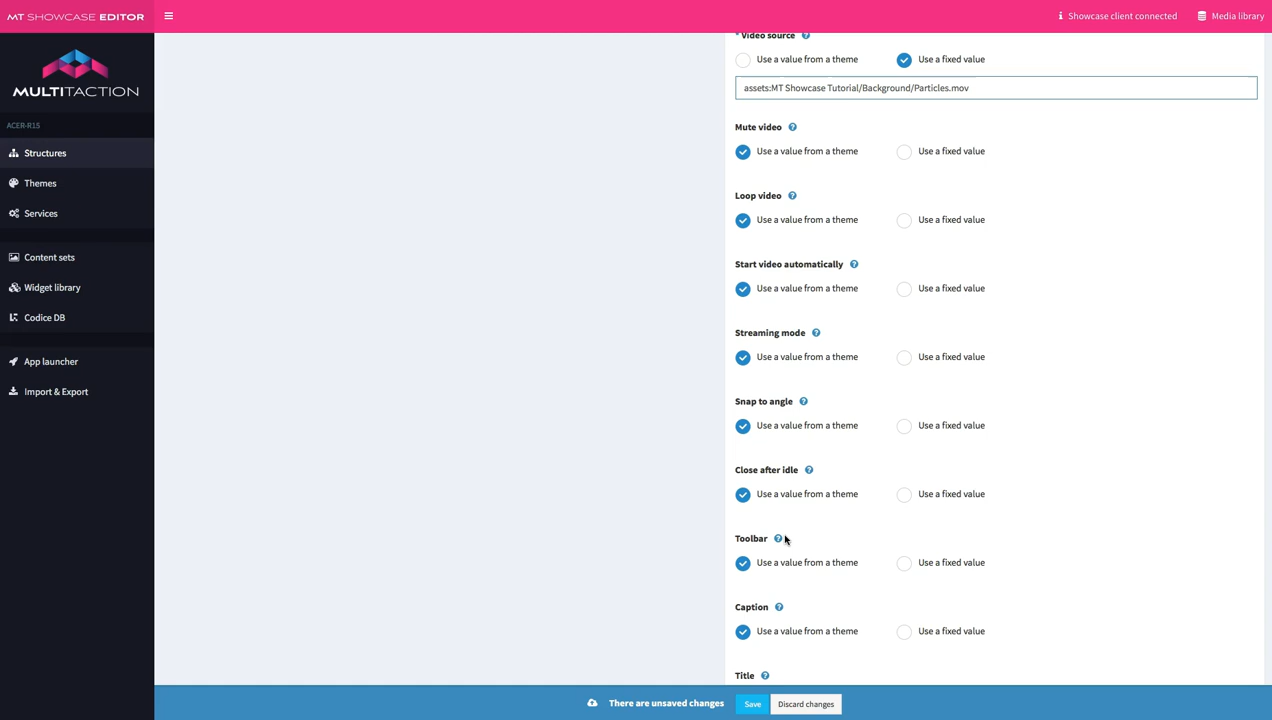 MT SHOWCASE EDITOR
Showcase client connected
Media library
MULTITACTION
ACER-R15
Structures
Themes
Services
Content sets
Widget library
Codice DB
App launcher
Import & Export
* Video source
Use a value from a theme
Use a fixed value
assets:MT Showcase Tutorial/Background/Particles.mov
Mute video
Use a value from a theme
Use a fixed value
Loop video
Use a value from a theme
Use a fixed value
Start video automatically
Use a value from a theme
Use a fixed value
Streaming mode
Use a value from a theme
Use a fixed value
Snap to angle
Use a value from a theme
Use a fixed value
Close after idle
Use a value from a theme
Use a fixed value
Toolbar
Use a value from a theme
Use a fixed value
Caption
Use a value from a theme
Use a fixed value
Title
There are unsaved changes
Save
Discard changes